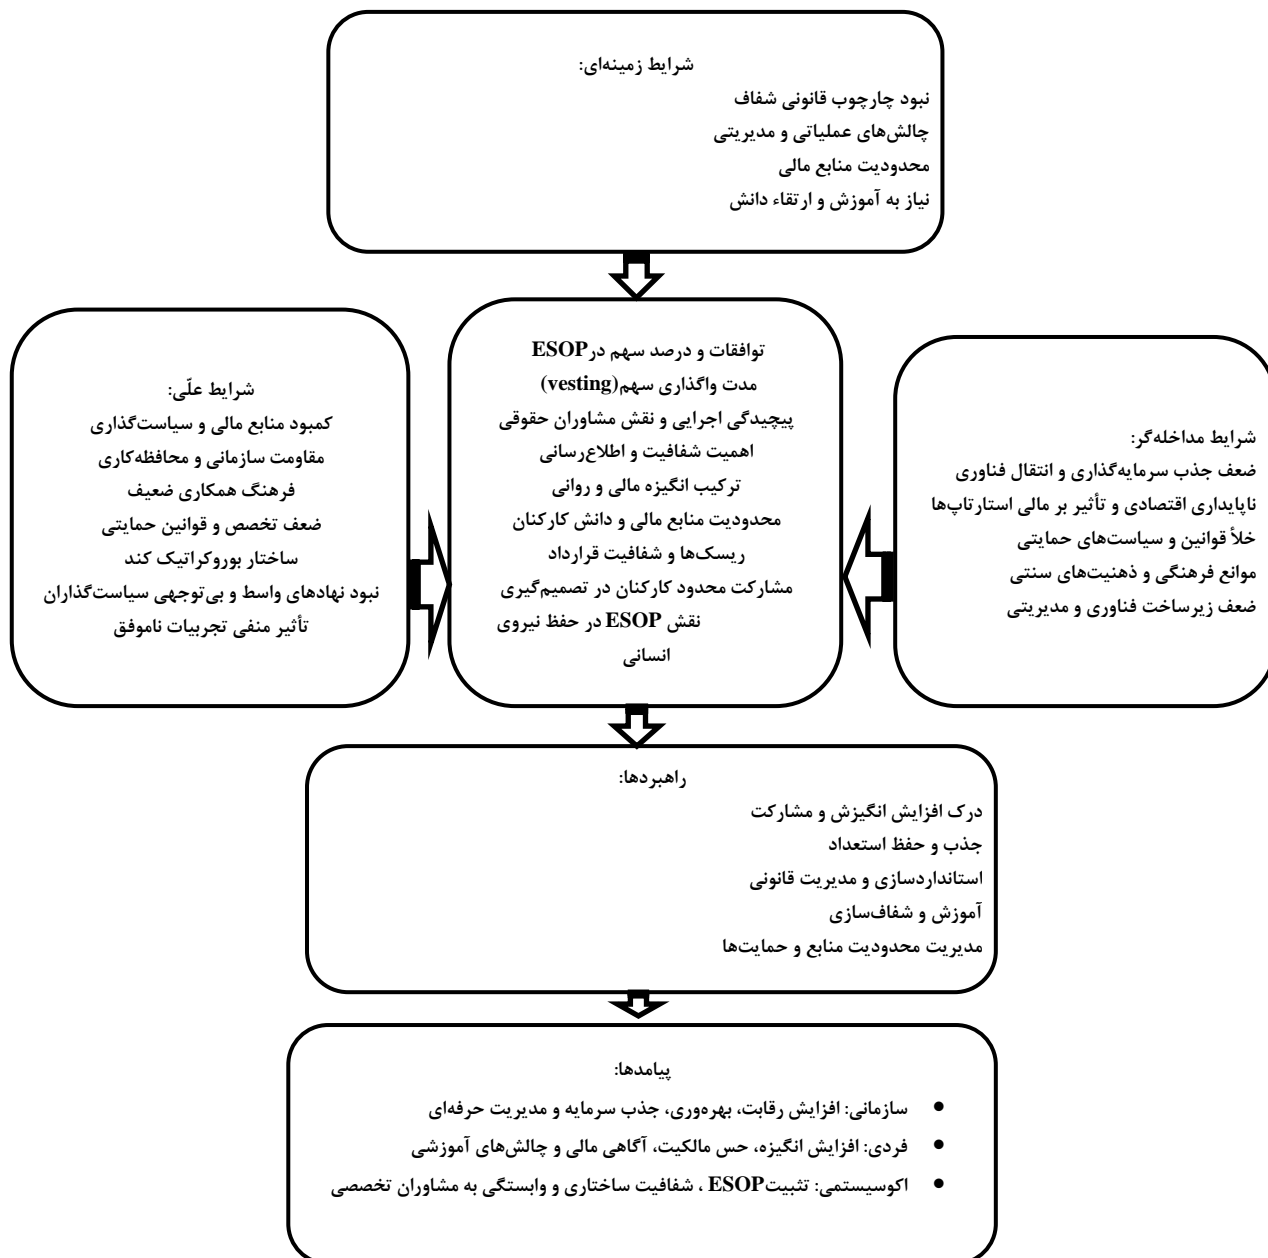 شرایط زمینه‌ای:
نبود چارچوب قانونی شفاف
چالش‌های عملیاتی و مدیریتی
محدودیت منابع مالی
نیاز به آموزش و ارتقاء دانش
شرایط مداخله‌گر:
ضعف جذب سرمایه‌گذاری و انتقال فناوری
ناپایداری اقتصادی و تأثیر بر مالی استارتاپ‌ها
خلأ قوانین و سیاست‌های حمایتی
موانع فرهنگی و ذهنیت‌های سنتی
ضعف زیرساخت فناوری و مدیریتی
توافقات و درصد سهم در ESOP
مدت واگذاری سهم (vesting)
پیچیدگی اجرایی و نقش مشاوران حقوقی
اهمیت شفافیت و اطلاع‌رسانی
ترکیب انگیزه مالی و روانی
محدودیت منابع مالی و دانش کارکنان
ریسک‌ها و شفافیت قرارداد
مشارکت محدود کارکنان در تصمیم‌گیری
نقش ESOP در حفظ نیروی
انسانی
شرایط علّی:
کمبود منابع مالی و سیاست‌گذاری
مقاومت سازمانی و محافظه‌کاری
فرهنگ همکاری ضعیف
ضعف تخصص و قوانین حمایتی
ساختار بوروکراتیک کند
نبود نهادهای واسط و بی‌توجهی سیاست‌گذاران
تأثیر منفی تجربیات ناموفق
راهبردها:
درک افزایش انگیزش و مشارکت
جذب و حفظ استعداد
استانداردسازی و مدیریت قانونی
آموزش و شفاف‌سازی
مدیریت محدودیت منابع و حمایت‌ها
پیامدها:
● سازمانی: افزایش رقابت، بهره‌وری، جذب سرمایه و مدیریت حرفه‌ای
● فردی: افزایش انگیزه، حس مالکیت، آگاهی مالی و چالش‌های آموزشی
● اکوسیستمی: تثبیت ESOP ، شفافیت ساختاری و وابستگی به مشاوران تخصصی